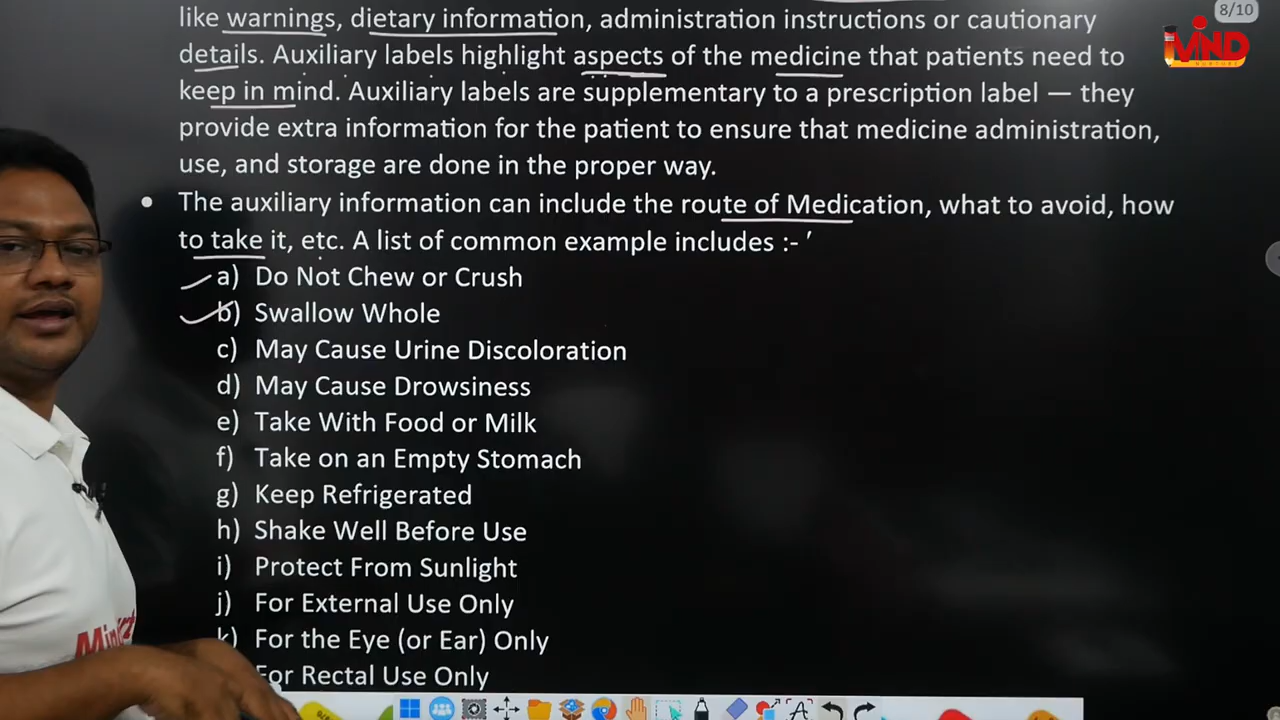 8/10
MIND
like warnings, dietary information, administration instructions or cautionary
details. Auxiliary labels highlight aspects of the medicine that patients need to
keep in mind. Auxiliary labels are supplementary to a prescription label — they
provide extra information for the patient to ensure that medicine administration,
use, and storage are done in the proper way.
• The auxiliary information can include the route of Medication, what to avoid, how
to take it, etc. A list of common example includes :- ’
a) Do Not Chew or Crush
b) Swallow Whole
c) May Cause Urine Discoloration
d) May Cause Drowsiness
e) Take With Food or Milk
f) Take on an Empty Stomach
g) Keep Refrigerated
h) Shake Well Before Use
i) Protect From Sunlight
j) For External Use Only
k) For the Eye (or Ear) Only
For Rectal Use Only